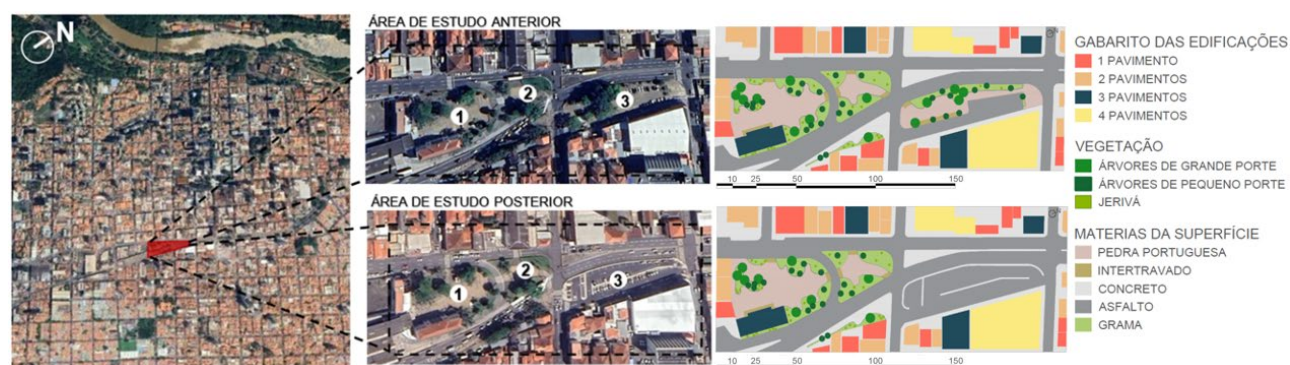 N
ÁREA DE ESTUDO ANTERIOR
1
2
3
ÁREA DE ESTUDO POSTERIOR
1
2
3
10 25 50 100 150
10 25 50 100 150
GABARITO DAS EDIFICAÇÕES
1 PAVIMENTO
2 PAVIMENTOS
3 PAVIMENTOS
4 PAVIMENTOS
VEGETAÇÃO
ÁRVORES DE GRANDE PORTE
ÁRVORES DE PEQUENO PORTE
JERIVÁ
MATERIAS DA SUPERFÍCIE
PEDRA PORTUGUESA
INTERTRAVADO
CONCRETO
ASFALTO
GRAMA